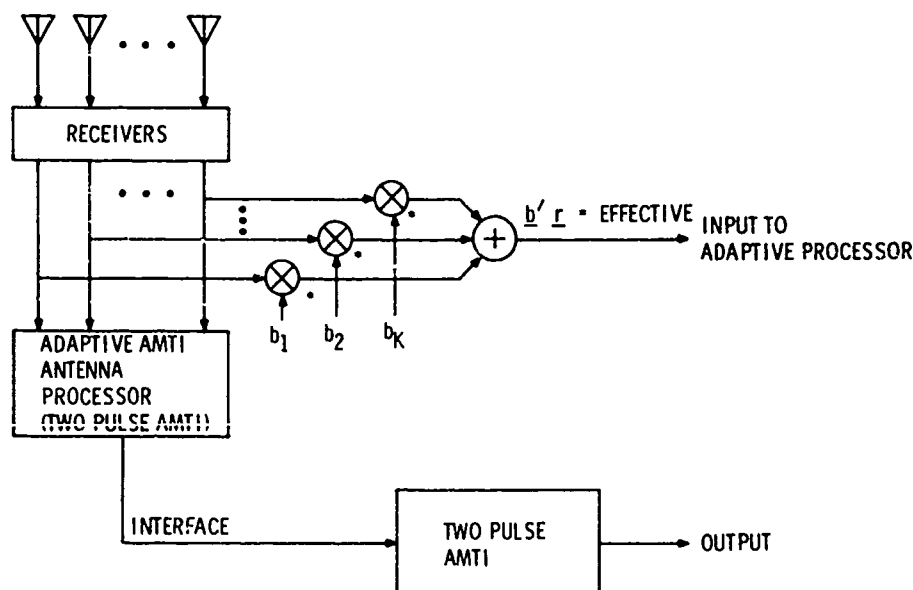 RECEIVERS
b' r = EFFECTIVE
INPUT TO
ADAPTIVE PROCESSOR
b1 b2 bK
ADAPTIVE AMTI
ANTENNA
PROCESSOR
(TWO PULSE AMTI)
INTERFACE
TWO PULSE
AMTI
OUTPUT